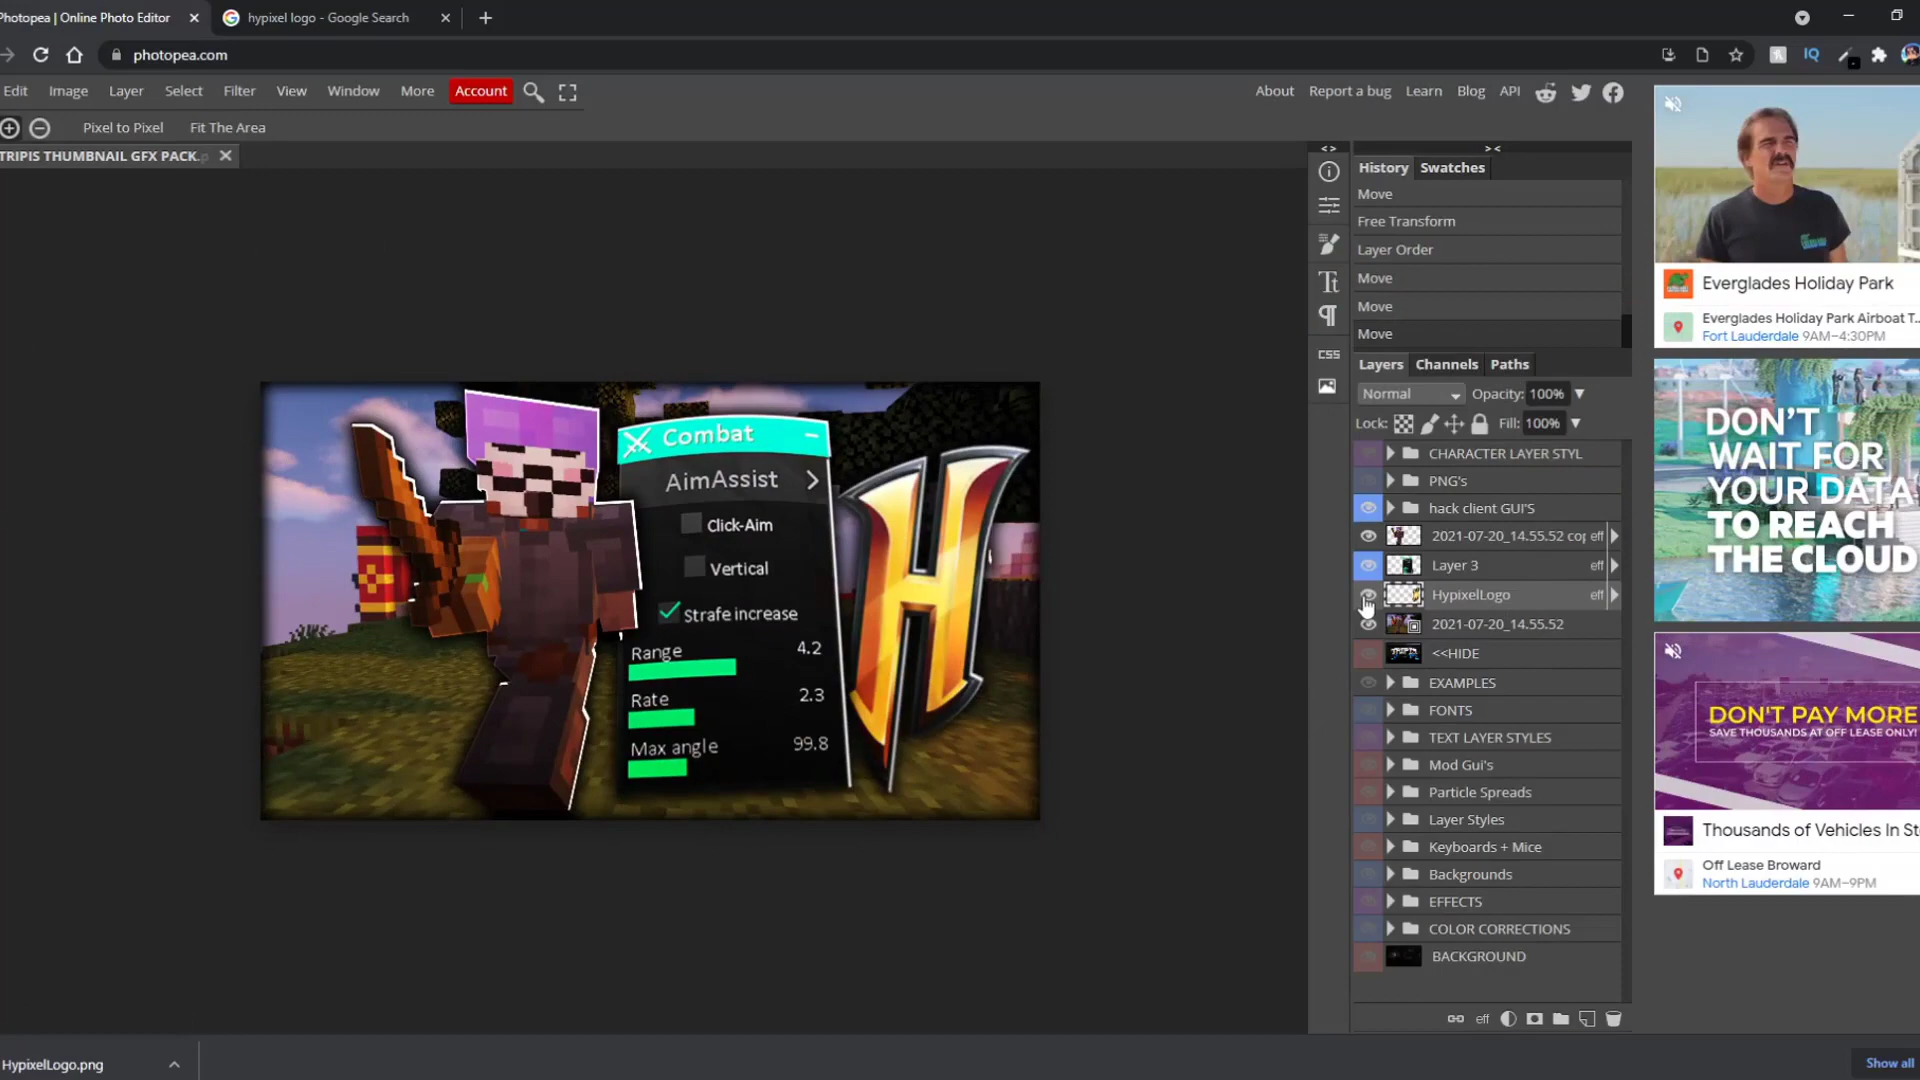 Photopea | Online Photo Editor
hypixel logo - Google Search
photopea.com
IQ
Edit Image Layer Select Filter View Window More Account
About Report a bug Learn Blog API
Pixel to Pixel Fit The Area
TRIPIS THUMBNAIL GFX PACK.p
< >
> <
History Swatches
Move
Free Transform
Layer Order
Move
Move
Move
CSS
Layers Channels Paths
Normal Opacity: 100%
Lock: Fill: 100%
CHARACTER LAYER STYL
PNG's
hack client GUI'S
2021-07-20_14.55.52 cop eff
Layer 3 eff
HypixelLogo eff
2021-07-20_14.55.52
<<HIDE
EXAMPLES
FONTS
TEXT LAYER STYLES
Mod Gui's
Particle Spreads
Layer Styles
Keyboards + Mice
Backgrounds
EFFECTS
COLOR CORRECTIONS
BACKGROUND
eff
Combat
AimAssist
Click-Aim
Vertical
Strafe increase
Range 4.2
Rate 2.3
Max angle 99.8
H
Everglades Holiday Park
Everglades Holiday Park Airboat T...
Fort Lauderdale 9AM–4:30PM
DON'T
WAIT FOR
YOUR DATA
TO REACH
THE CLOUD
DON'T PAY MORE
SAVE THOUSANDS AT OFF LEASE ONLY!
Thousands of Vehicles In St
Off Lease Broward
North Lauderdale 9AM–9PM
HypixelLogo.png
Show all